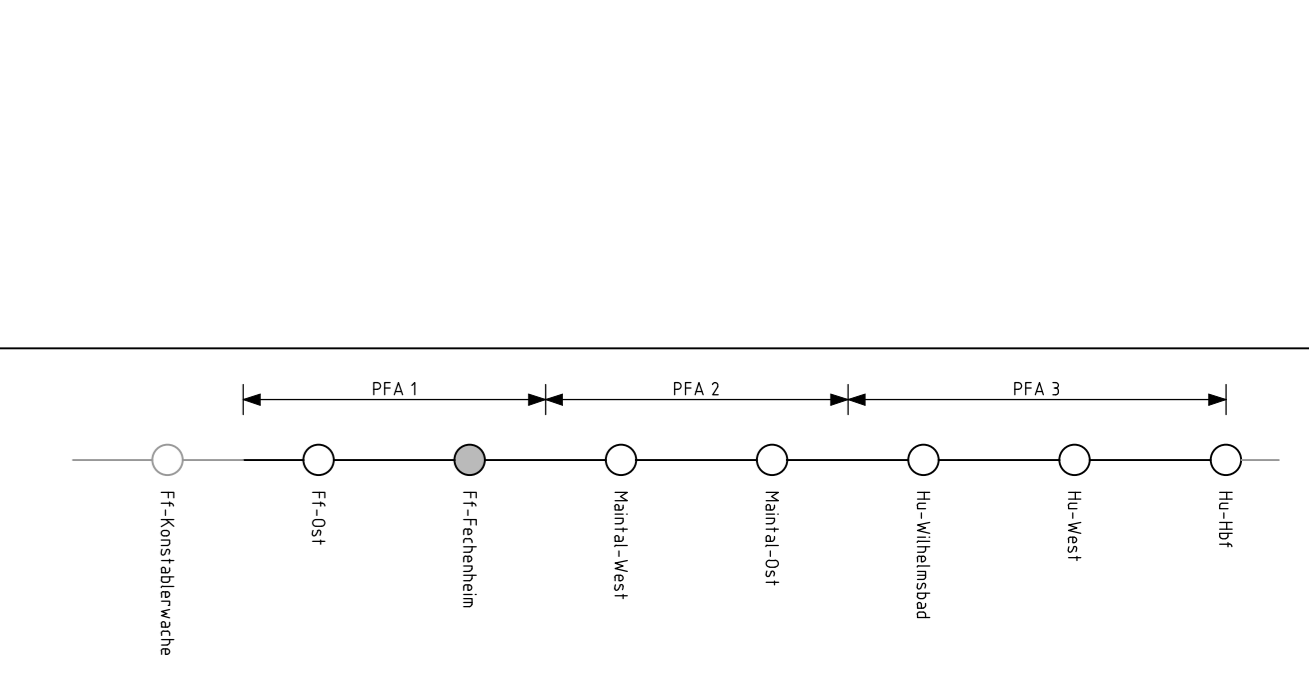 PFA 1
PFA 2
PFA 3
Ff-Konstablerwache
Ff-Ost
Ff-Fechenheim
Maintal-West
Maintal-Ost
Hu-Wilhelmsbad
Hu-West
Hu-Hbf